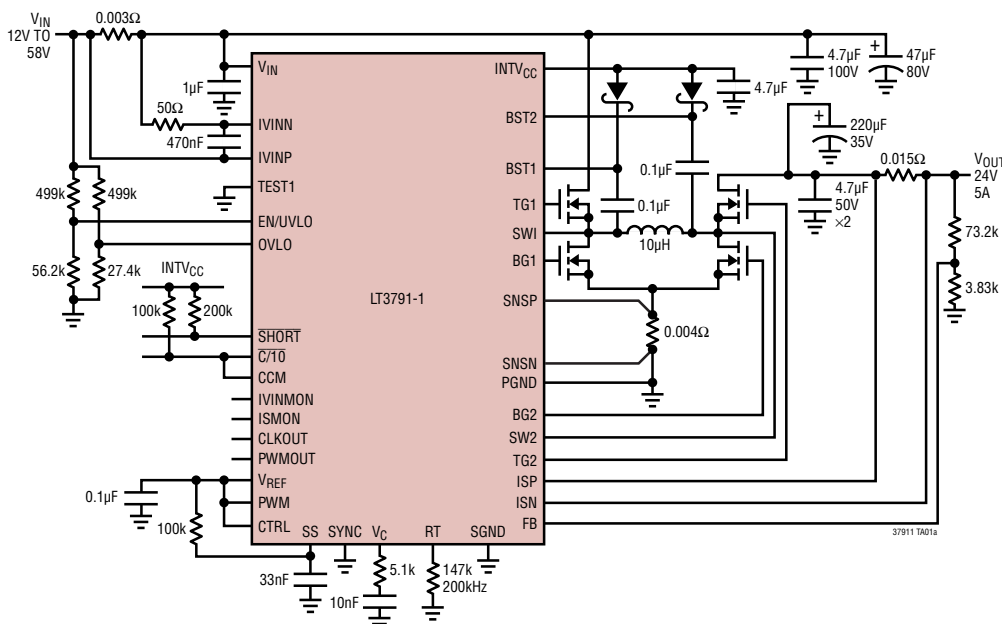 VIN
12V TO
58V
0.003Ω
1µF
50Ω
470nF
499k
499k
56.2k
27.4k
INTVCC
100k
200k
0.1µF
100k
33nF
5.1k
10nF
147k
200kHz
LT3791-1
VIN
IVINN
IVINP
TEST1
EN/UVLO
OVLO
SHORT
C/10
CCM
IVINMON
ISMON
CLKOUT
PWMOUT
VREF
PWM
CTRL
SS
SYNC
VC
RT
SGND
INTVCC
BST2
BST1
TG1
SWI
BG1
SNSP
SNSN
PGND
BG2
SW2
TG2
ISP
ISN
FB
4.7µF
0.1µF
0.1µF
10µH
0.004Ω
4.7µF
100V
47µF
80V
+
220µF
35V
+
4.7µF
50V
×2
0.015Ω
VOUT
24V
5A
73.2k
3.83k
37911 TA01a